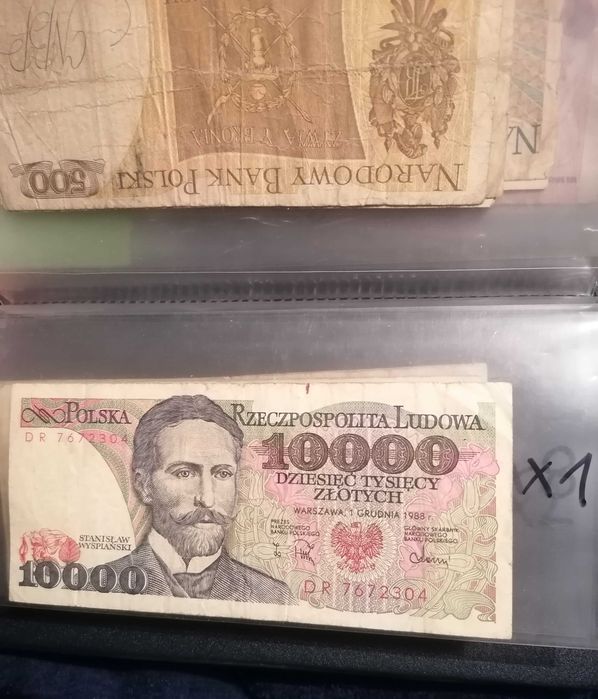 500
NARODOWY BANK POLSKI
POLSKA
RZECZPOSPOLITA LUDOWA
DR 7672304
10000
DZIESIĘĆ TYSIĘCY
ZŁOTYCH
WARSZAWA, 1 GRUDNIA 1988 r.
PREZES
NARODOWEGO
BANKU POLSKIEGO
GŁÓWNY SKARBNIK
NARODOWEGO
BANKU POLSKIEGO
STANISŁAW
WYSPIAŃSKI
10000
DR 7672304
X1